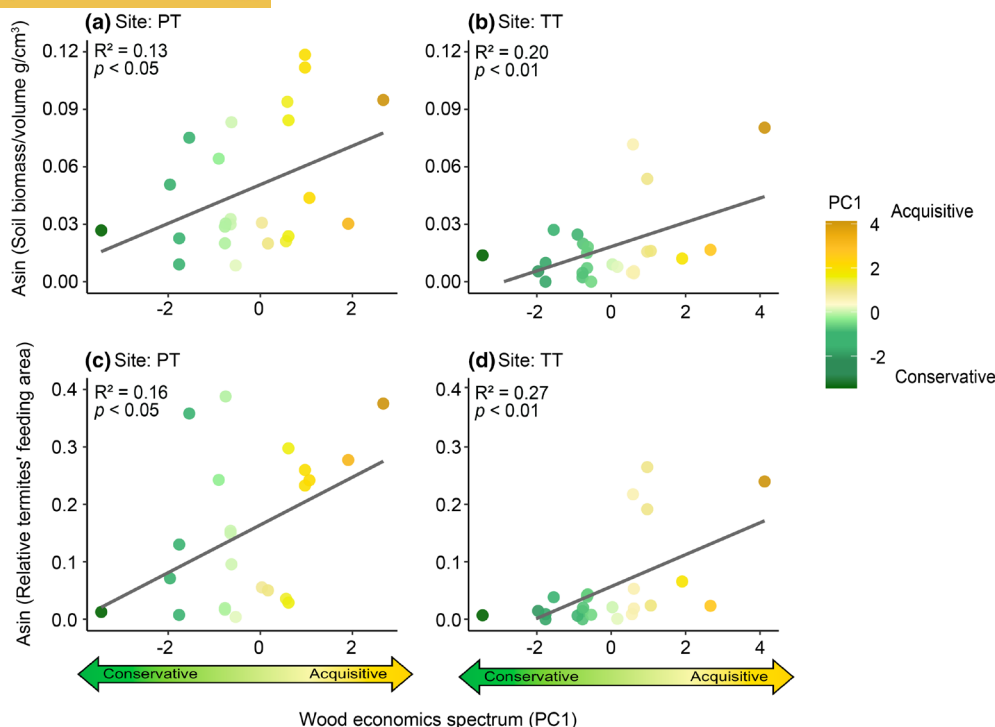 (a) Site: PT
R² = 0.13
p < 0.05
Asin (Soil biomass/volume g/cm³)
0.12
0.09
0.06
0.03
0.00
-2
0
2
(b) Site: TT
R² = 0.20
p < 0.01
0.12
0.09
0.06
0.03
0.00
-2
0
2
4
PC1
Acquisitive
4
2
0
-2
Conservative
(c) Site: PT
R² = 0.16
p < 0.05
Asin (Relative termites' feeding area)
0.4
0.3
0.2
0.1
0.0
-2
0
2
Conservative Acquisitive
(d) Site: TT
R² = 0.27
p < 0.01
0.4
0.3
0.2
0.1
0.0
-2
0
2
4
Conservative Acquisitive
Wood economics spectrum (PC1)